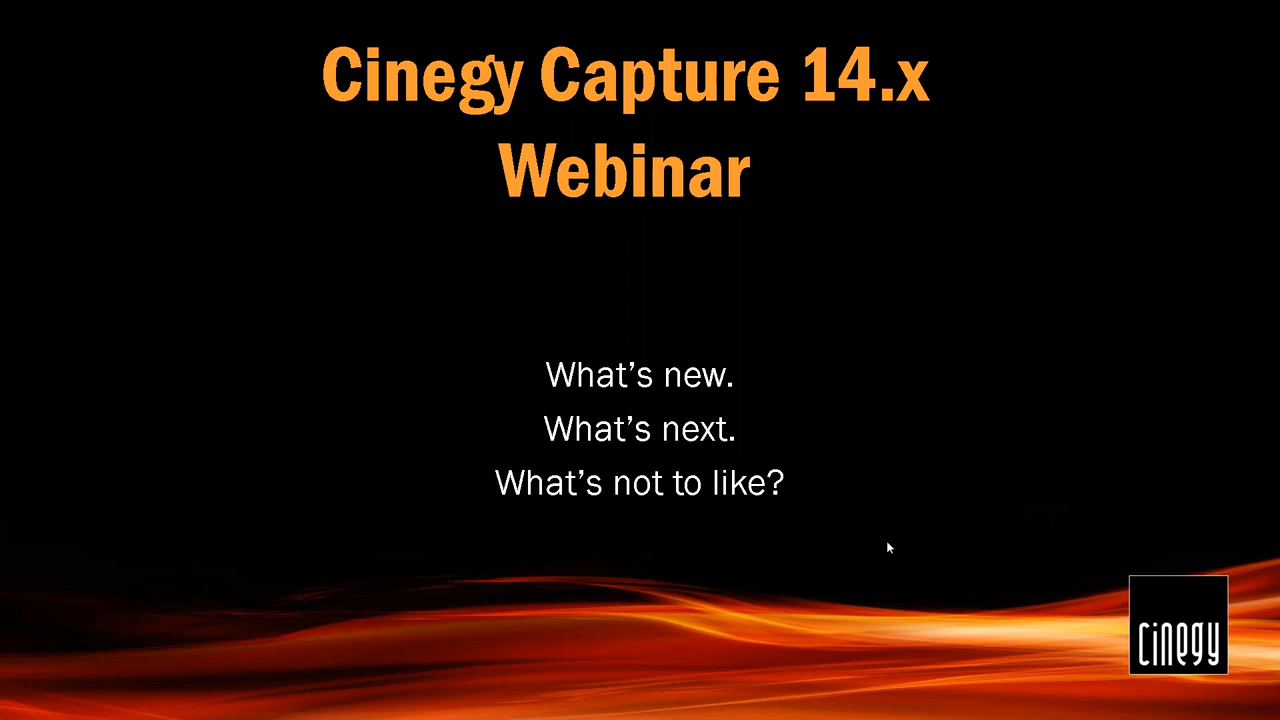 Cinegy Capture 14.x
Webinar
What’s new.
What’s next.
What’s not to like?
cinegy